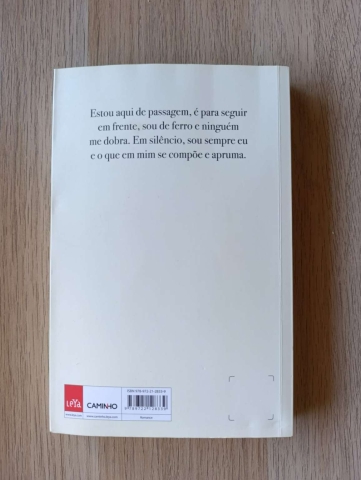 Estou aqui de passagem, é para seguir
em frente, sou de ferro e ninguém
me dobra. Em silêncio, sou sempre eu
e o que em mim se compõe e apruma.
LeYa
CAMINHO